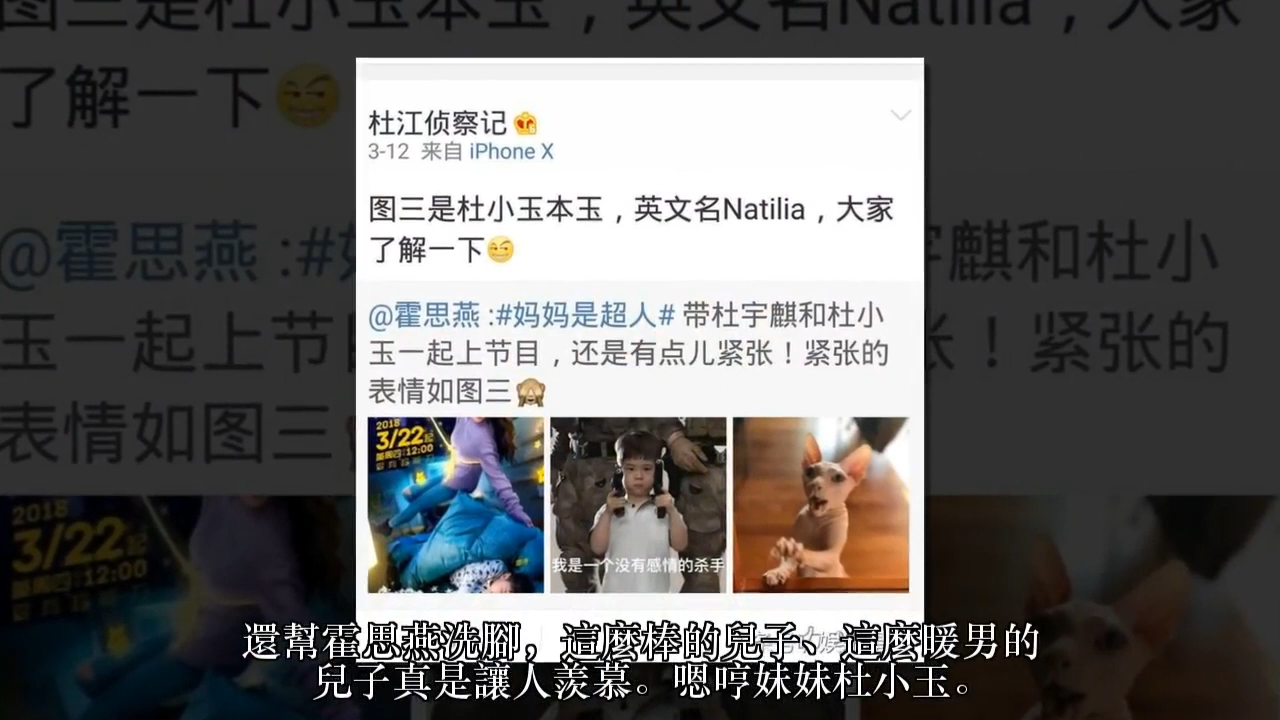 图三是杜小玉本玉，英文名Natilia，大家
了解一下
杜江侦察记
3-12 来自 iPhone X
图三是杜小玉本玉，英文名Natilia，大家
了解一下
@霍思燕 :#妈妈是超人# 带杜宇麒和杜小
玉一起上节目，还是有点儿紧张！紧张的
表情如图三
2018
3/22起
12:00
我是一个没有感情的杀手
還幫霍思燕洗腳，這麼棒的兒子、這麼暖男的
兒子真是讓人羨慕。嗯哼妹妹杜小玉。